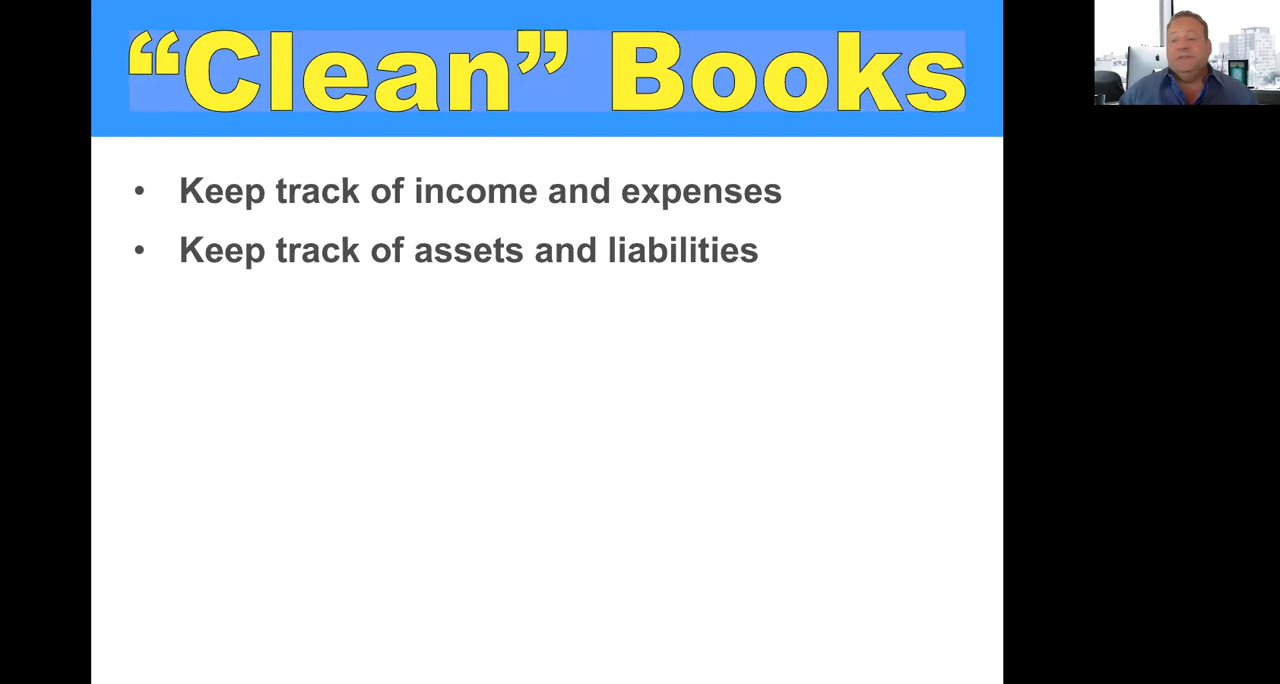 “Clean” Books
• Keep track of income and expenses
• Keep track of assets and liabilities